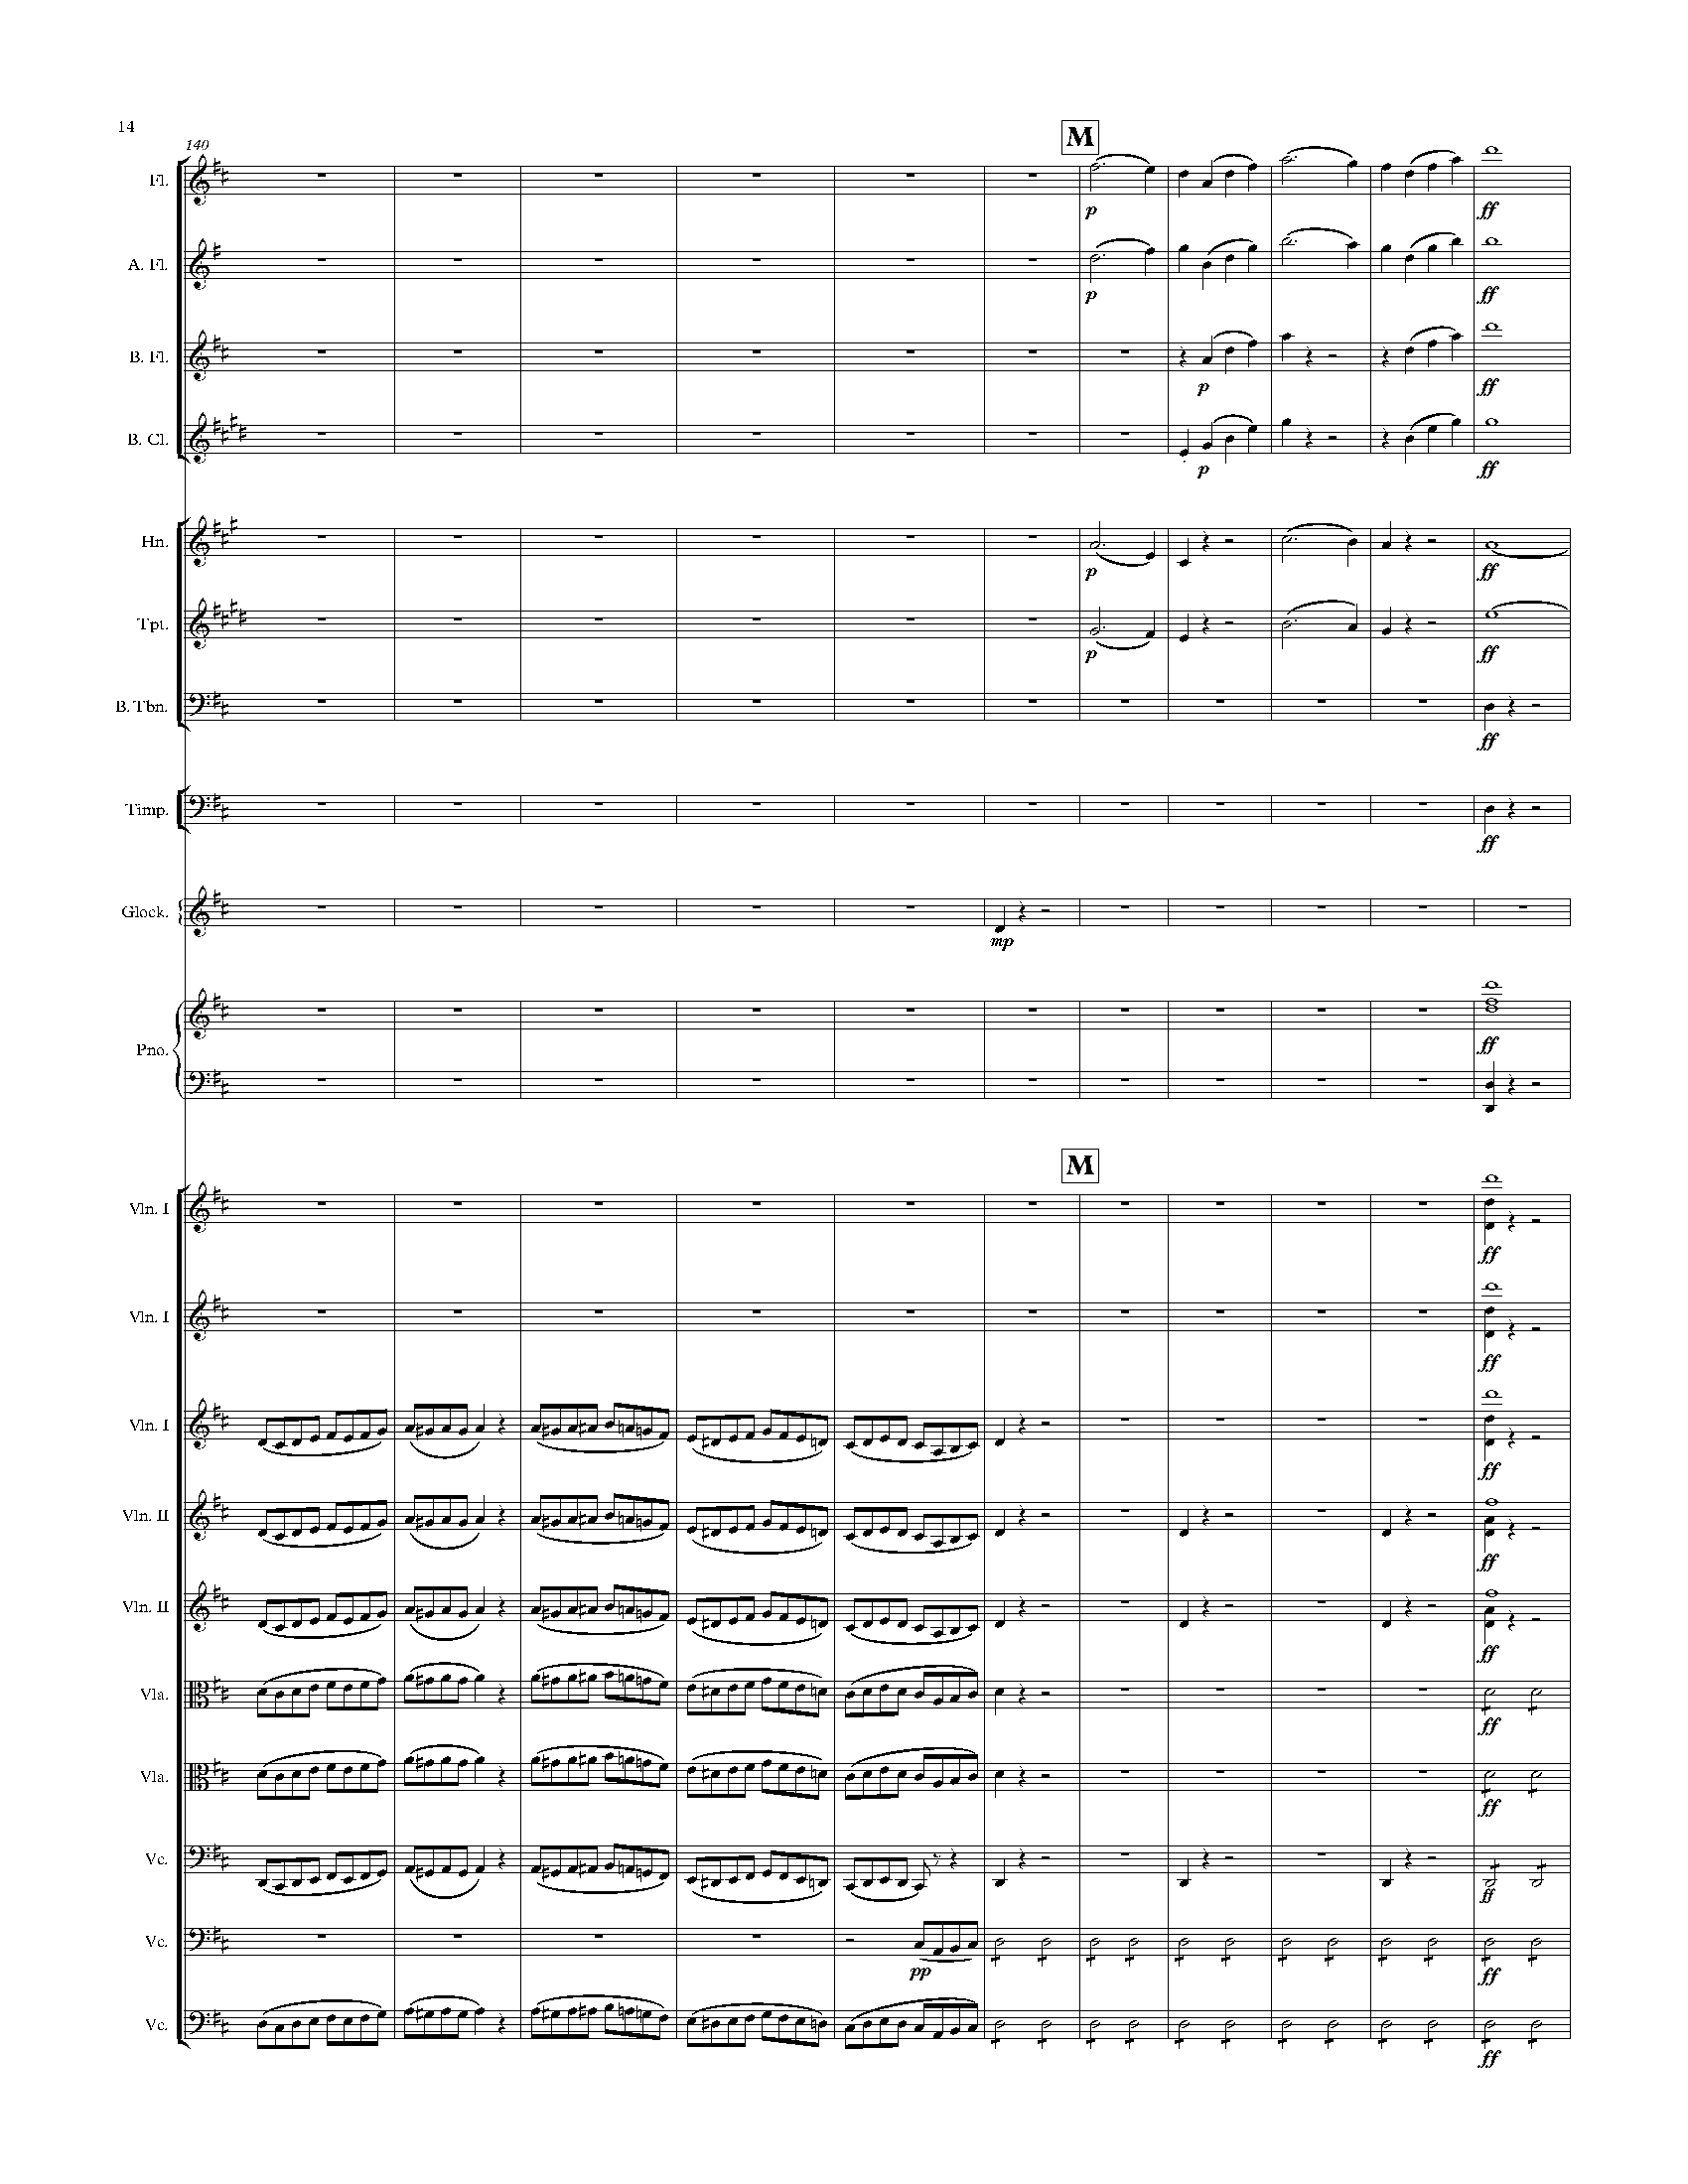 14
140
M
Fl.
p
ff
A. Fl.
p
ff
B. Fl.
p
ff
B. Cl.
p
ff
Hn.
p
ff
Tpt.
p
ff
B. Tbn.
ff
Timp.
ff
Glock.
mp
Pno.
ff
M
Vln. I
ff
Vln. I
ff
Vln. I
ff
Vln. II
ff
Vln. II
ff
Vla.
ff
Vla.
ff
Vc.
ff
Vc.
pp
ff
Vc.
ff